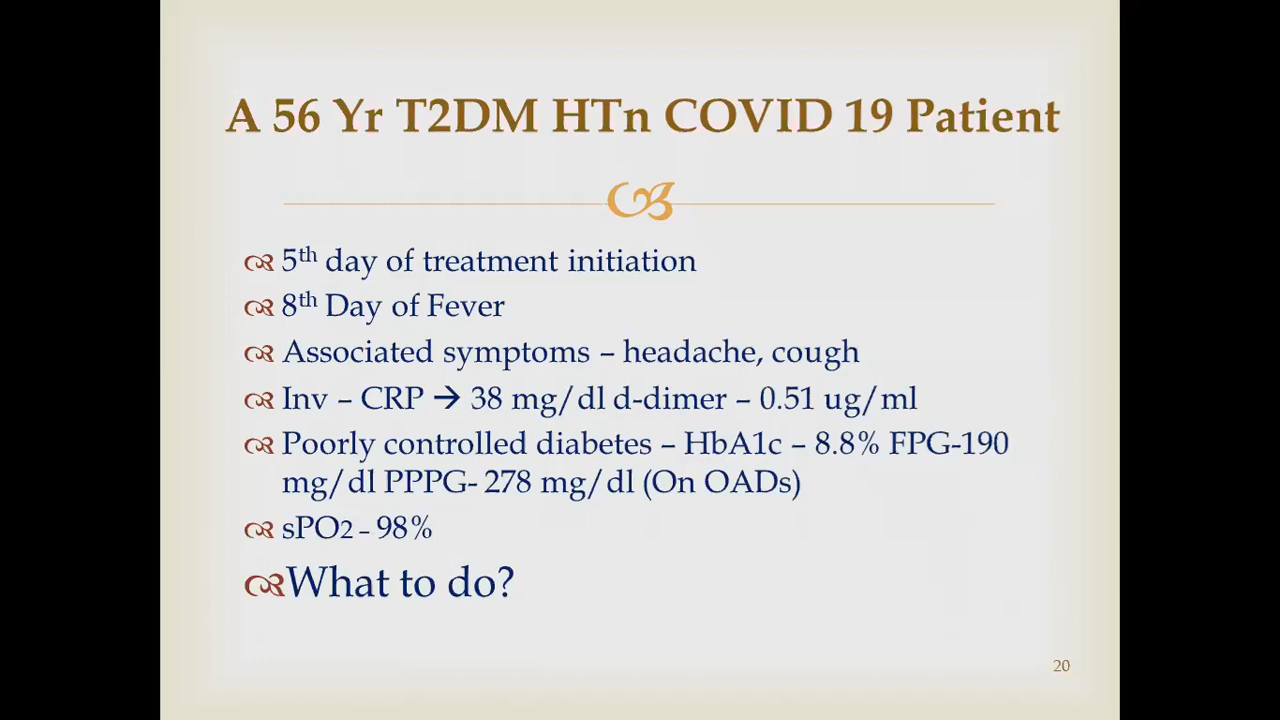 A 56 Yr T2DM HTn COVID 19 Patient
5th day of treatment initiation
8th Day of Fever
Associated symptoms – headache, cough
Inv – CRP → 38 mg/dl d-dimer – 0.51 ug/ml
Poorly controlled diabetes – HbA1c – 8.8% FPG-190
mg/dl PPPG- 278 mg/dl (On OADs)
sPO2 – 98%
What to do?
20